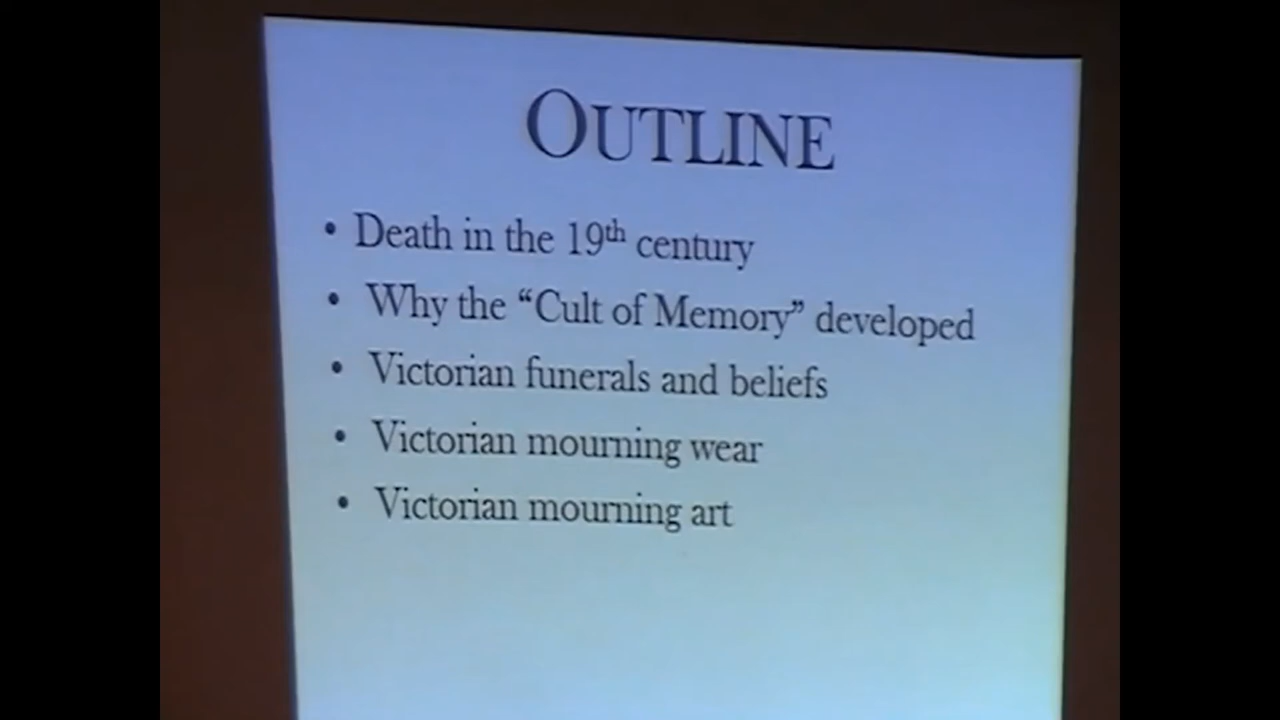 OUTLINE
• Death in the 19th century
• Why the “Cult of Memory” developed
• Victorian funerals and beliefs
• Victorian mourning wear
• Victorian mourning art